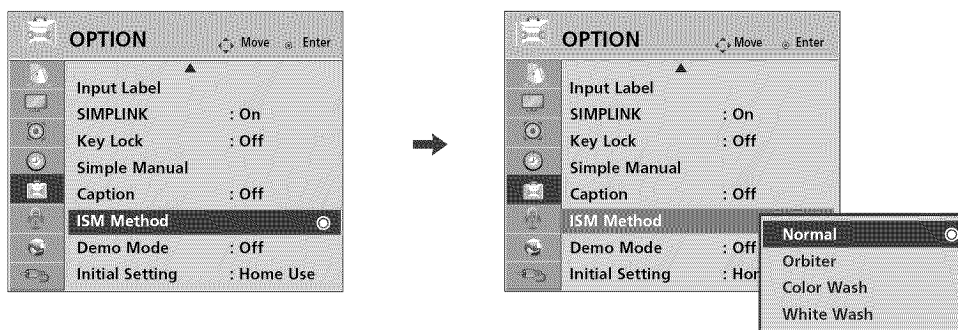 OPTION Move Enter
Input Label
SIMPLINK : On
Key Lock : Off
Simple Manual
Caption : Off
ISM Method
Demo Mode : Off
Initial Setting : Home Use
OPTION Move Enter
Input Label
SIMPLINK : On
Key Lock : Off
Simple Manual
Caption : Off
ISM Method
Demo Mode : Off
Initial Setting : Hom
Normal
Orbiter
Color Wash
White Wash